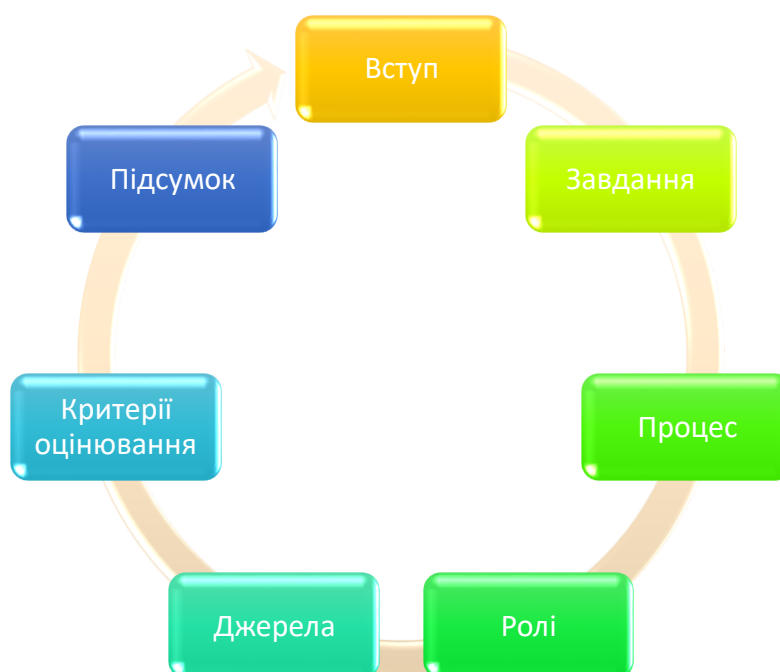 Вступ
Завдання
Процес
Ролі
Джерела
Критерії
оцінювання
Підсумок